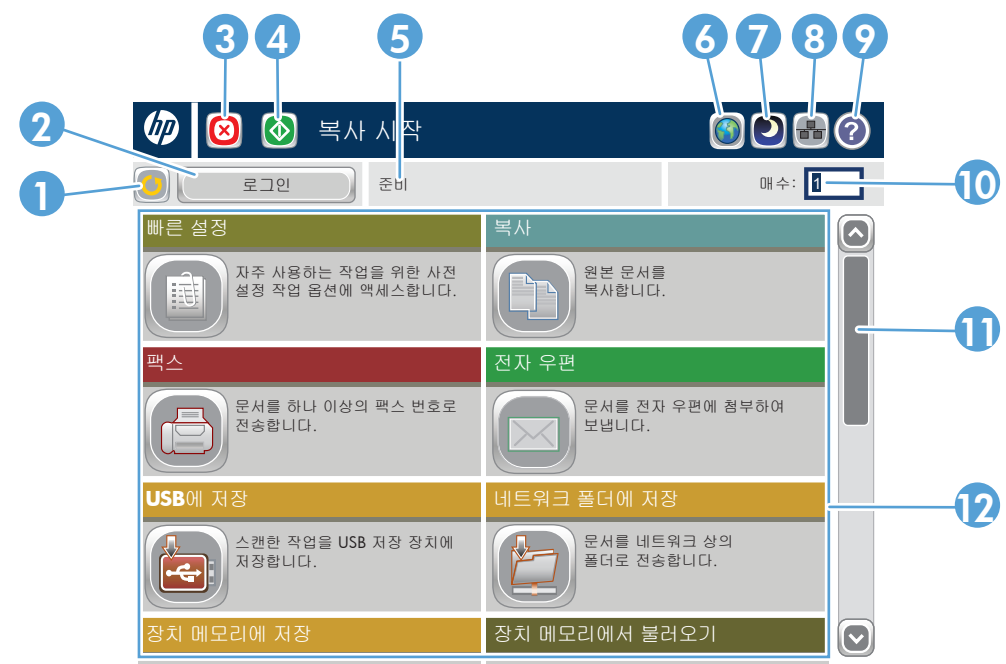 3 4 5 6 7 8 9
2
hp 복사 시작 ?
1 로그인 준비 매수: 1 10
빠른 설정
자주 사용하는 작업을 위한 사전
설정 작업 옵션에 액세스합니다.
복사
원본 문서를
복사합니다.
11
팩스
문서를 하나 이상의 팩스 번호로
전송합니다.
전자 우편
문서를 전자 우편에 첨부하여
보냅니다.
USB에 저장
스캔한 작업을 USB 저장 장치에
저장합니다.
네트워크 폴더에 저장
문서를 네트워크 상의
폴더로 전송합니다.
12
장치 메모리에 저장
장치 메모리에서 불러오기